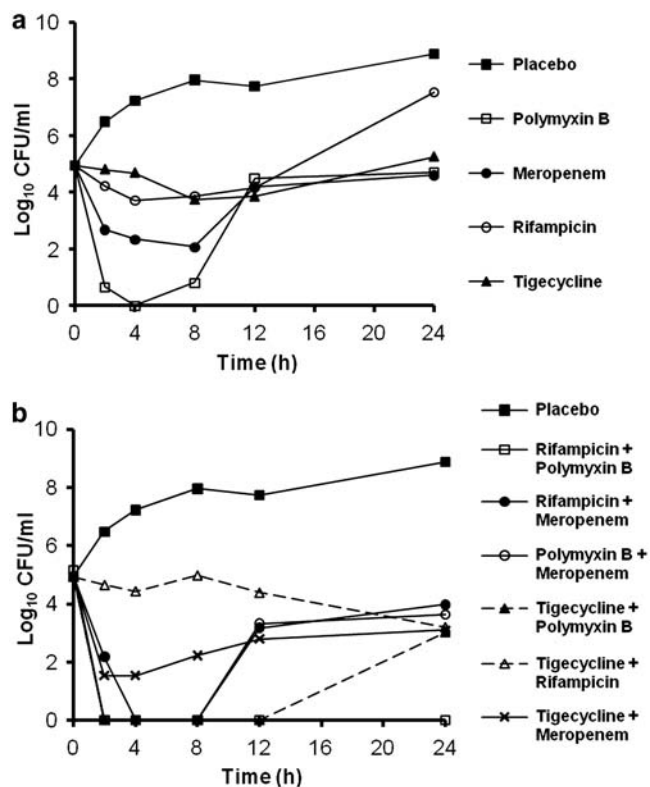 a
10
8
6
4
2
0
Log10 CFU/ml
0 4 8 12 16 20 24
Time (h)
Placebo
Polymyxin B
Meropenem
Rifampicin
Tigecycline
b
10
8
6
4
2
0
Log10 CFU/ml
0 4 8 12 16 20 24
Time (h)
Placebo
Rifampicin +
Polymyxin B
Rifampicin +
Meropenem
Polymyxin B +
Meropenem
Tigecycline +
Polymyxin B
Tigecycline +
Rifampicin
Tigecycline +
Meropenem